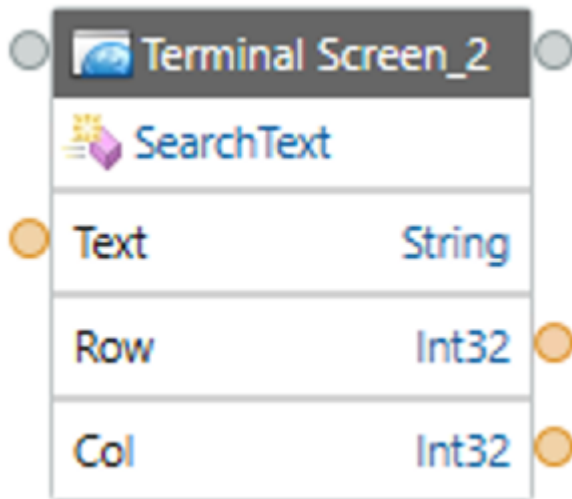 Terminal Screen_2
SearchText
Text String
Row Int32
Col Int32